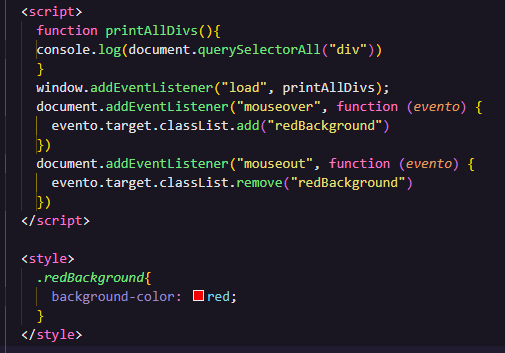 <script>
function printAllDivs(){
console.log(document.querySelectorAll("div"))
}
window.addEventListener("load", printAllDivs);
document.addEventListener("mouseover", function (evento) {
evento.target.classList.add("redBackground")
})
document.addEventListener("mouseout", function (evento) {
evento.target.classList.remove("redBackground")
})
</script>
<style>
.redBackground{
background-color: red;
}
</style>